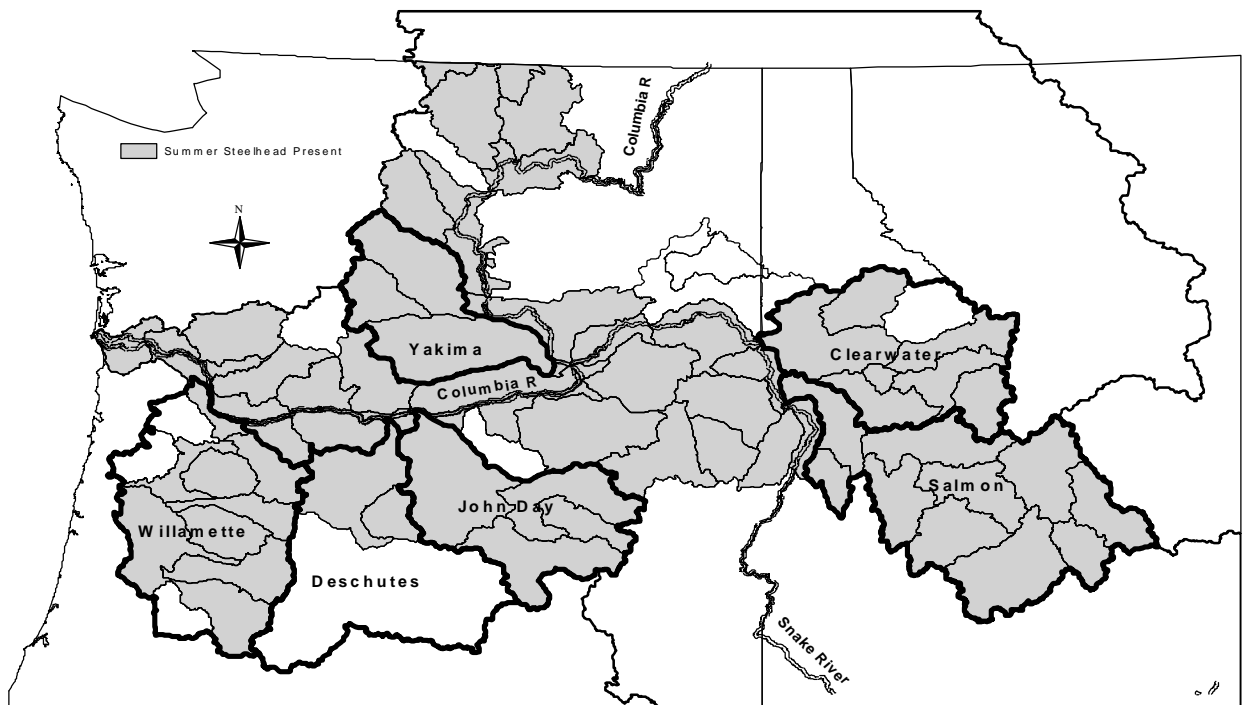 Columbia R
Summer Steelhead Present
N
Yakima
Clearwater
Columbia R
Salmon
John Day
Willamette
Deschutes
Snake River